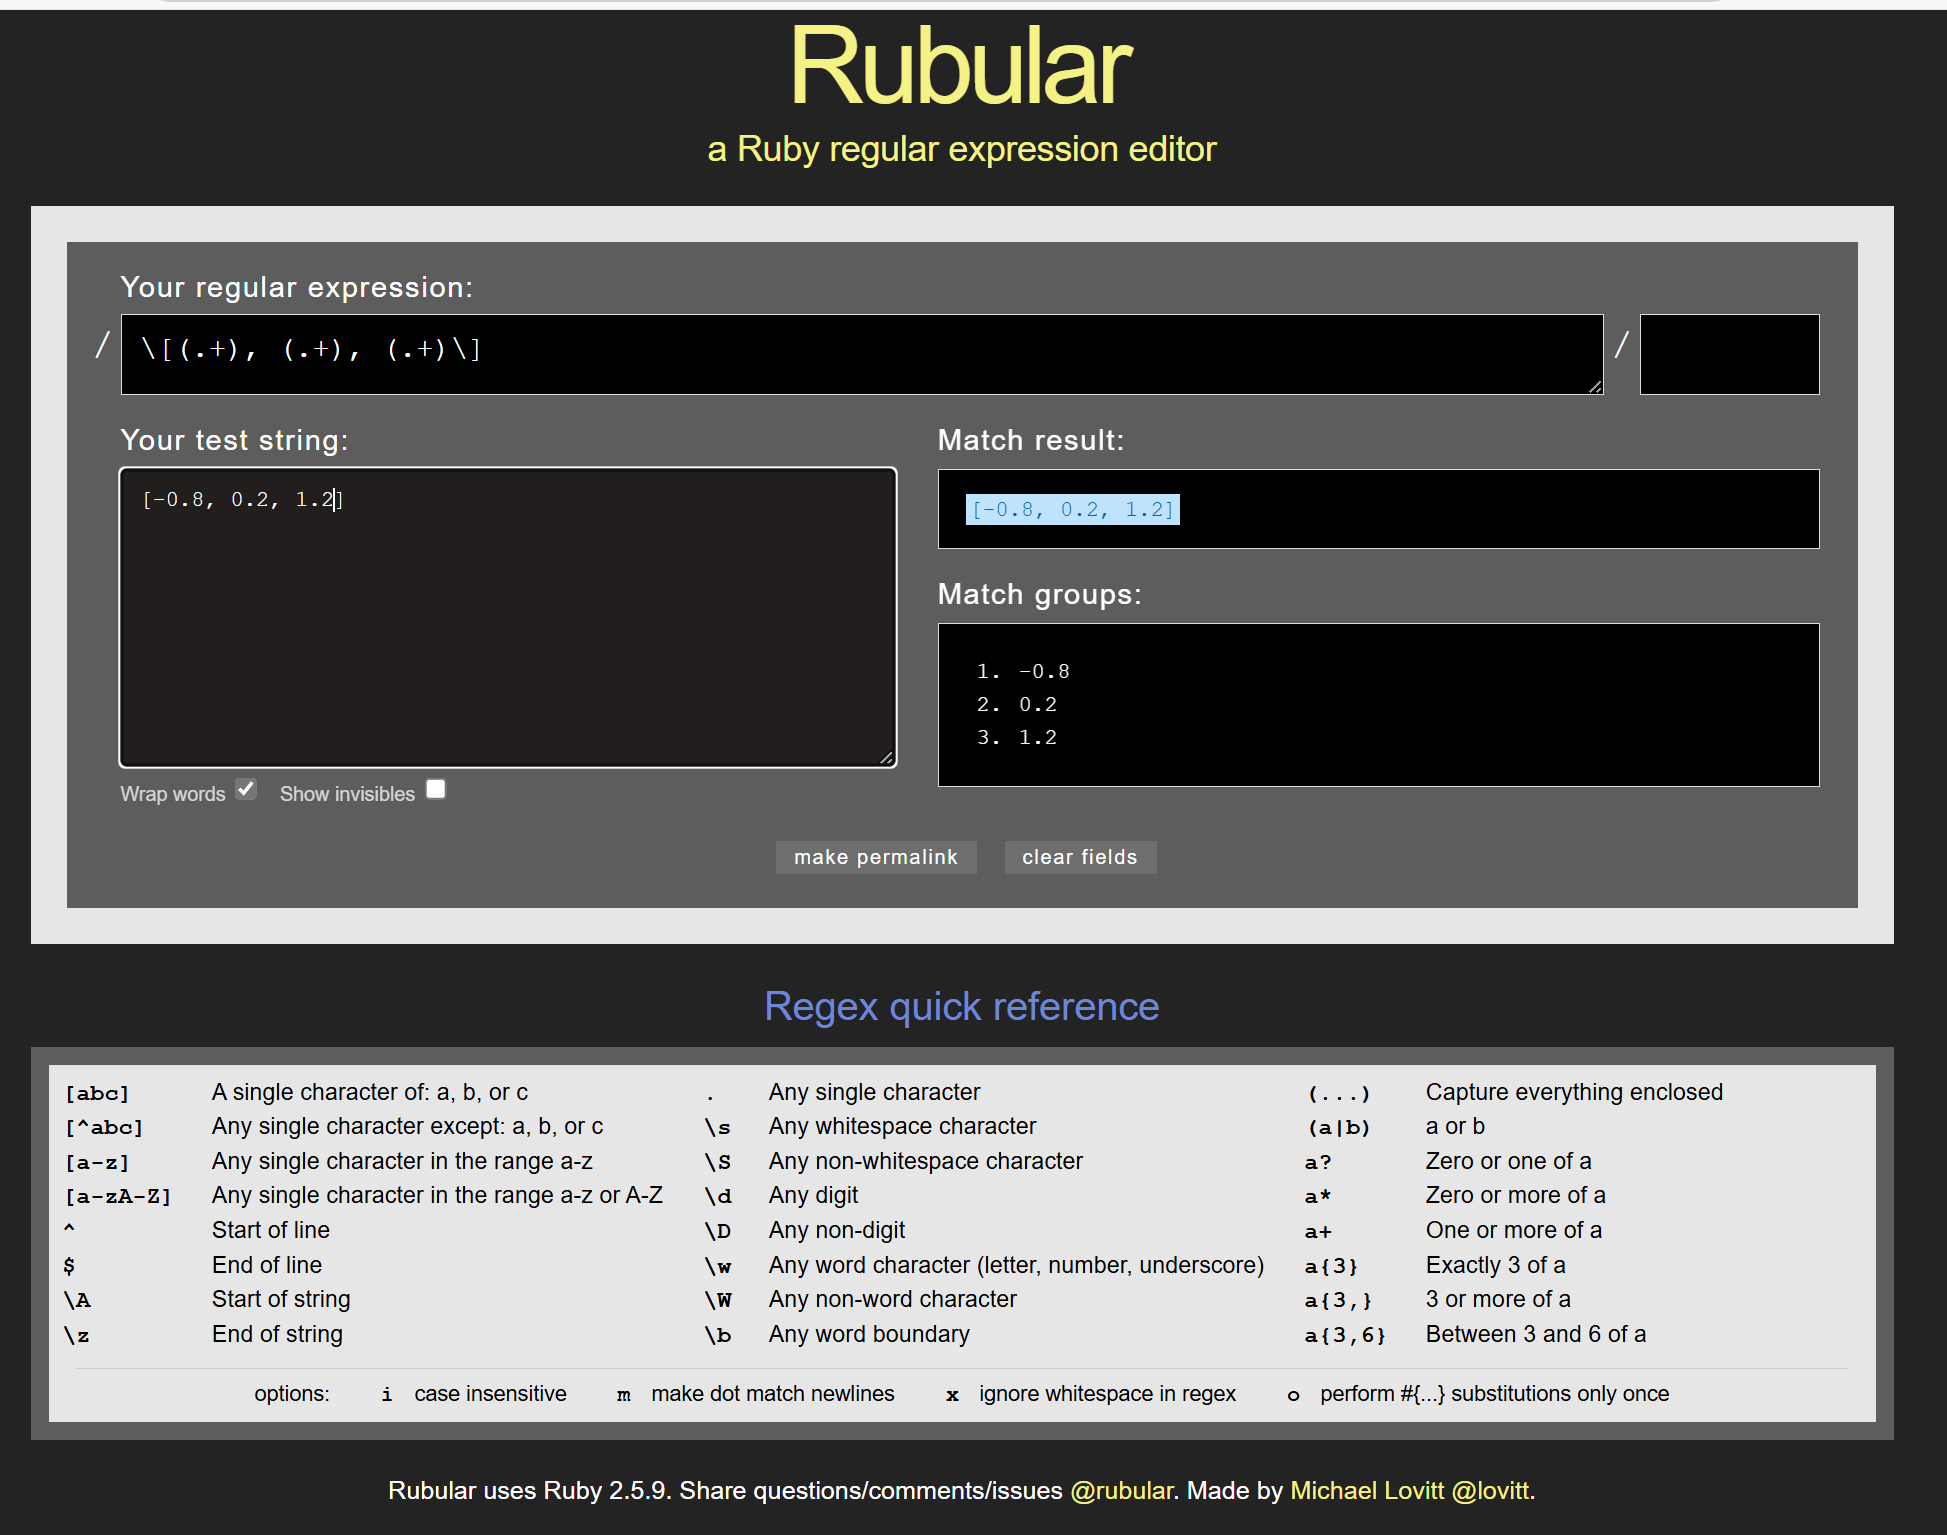 Rubular
a Ruby regular expression editor
Your regular expression:
/ \[(.+), (.+), (.+)\] /
Your test string:
[-0.8, 0.2, 1.2]
Wrap words Show invisibles
Match result:
[-0.8, 0.2, 1.2]
Match groups:
1. -0.8
2. 0.2
3. 1.2
make permalink clear fields
Regex quick reference
[abc] A single character of: a, b, or c . Any single character (...) Capture everything enclosed
[^abc] Any single character except: a, b, or c \s Any whitespace character (a|b) a or b
[a-z] Any single character in the range a-z \S Any non-whitespace character a? Zero or one of a
[a-zA-Z] Any single character in the range a-z or A-Z \d Any digit a* Zero or more of a
^ Start of line \D Any non-digit a+ One or more of a
$ End of line \w Any word character (letter, number, underscore) a{3} Exactly 3 of a
\A Start of string \W Any non-word character a{3,} 3 or more of a
\z End of string \b Any word boundary a{3,6} Between 3 and 6 of a
options: i case insensitive m make dot match newlines x ignore whitespace in regex o perform #{...} substitutions only once
Rubular uses Ruby 2.5.9. Share questions/comments/issues @rubular. Made by Michael Lovitt @lovitt.